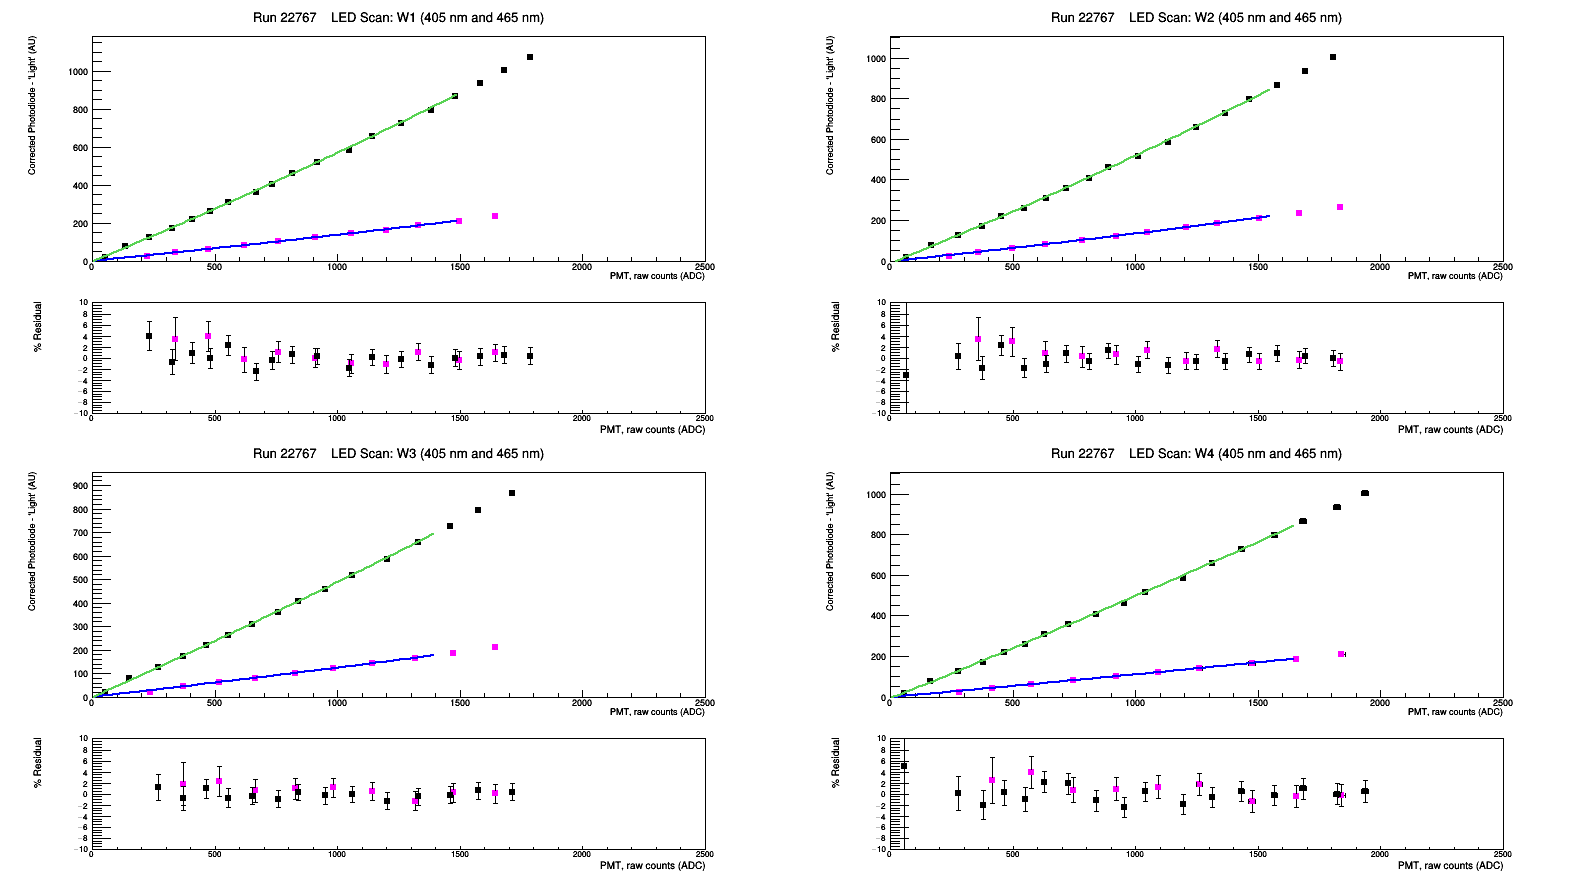 Run 22767 LED Scan: W1 (405 nm and 465 nm)
Corrected Photodiode - 'Light' (AU)
1000
800
600
400
200
0
0 500 1000 1500 2000 2500
PMT, raw counts (ADC)
% Residual
10
8
6
4
2
0
−2
−4
−6
−8
−10
0 500 1000 1500 2000 2500
PMT, raw counts (ADC)
Run 22767 LED Scan: W2 (405 nm and 465 nm)
Corrected Photodiode - 'Light' (AU)
1000
800
600
400
200
0
0 500 1000 1500 2000 2500
PMT, raw counts (ADC)
% Residual
10
8
6
4
2
0
−2
−4
−6
−8
−10
0 500 1000 1500 2000 2500
PMT, raw counts (ADC)
Run 22767 LED Scan: W3 (405 nm and 465 nm)
Corrected Photodiode - 'Light' (AU)
900
800
700
600
500
400
300
200
100
0
0 500 1000 1500 2000 2500
PMT, raw counts (ADC)
% Residual
10
8
6
4
2
0
−2
−4
−6
−8
−10
0 500 1000 1500 2000 2500
PMT, raw counts (ADC)
Run 22767 LED Scan: W4 (405 nm and 465 nm)
Corrected Photodiode - 'Light' (AU)
1000
800
600
400
200
0
0 500 1000 1500 2000 2500
PMT, raw counts (ADC)
% Residual
10
8
6
4
2
0
−2
−4
−6
−8
−10
0 500 1000 1500 2000 2500
PMT, raw counts (ADC)